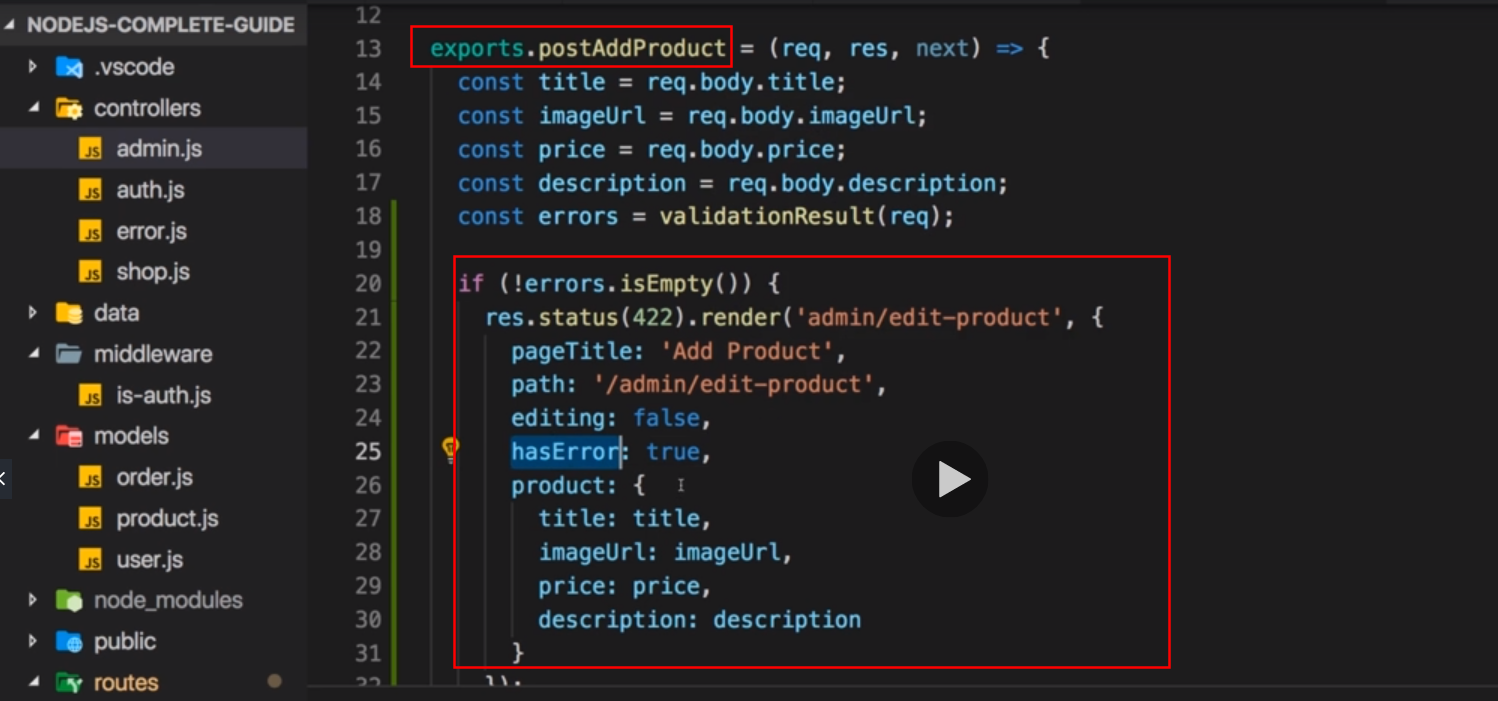 NODEJS-COMPLETE-GUIDE
.vscode
controllers
JS admin.js
JS auth.js
JS error.js
JS shop.js
data
middleware
JS is-auth.js
models
JS order.js
JS product.js
JS user.js
node_modules
public
routes
12
13 exports.postAddProduct = (req, res, next) => {
14 const title = req.body.title;
15 const imageUrl = req.body.imageUrl;
16 const price = req.body.price;
17 const description = req.body.description;
18 const errors = validationResult(req);
19
20 if (!errors.isEmpty()) {
21 res.status(422).render('admin/edit-product', {
22 pageTitle: 'Add Product',
23 path: '/admin/edit-product',
24 editing: false,
25 hasError: true,
26 product: {
27 title: title,
28 imageUrl: imageUrl,
29 price: price,
30 description: description
31 }
32 });